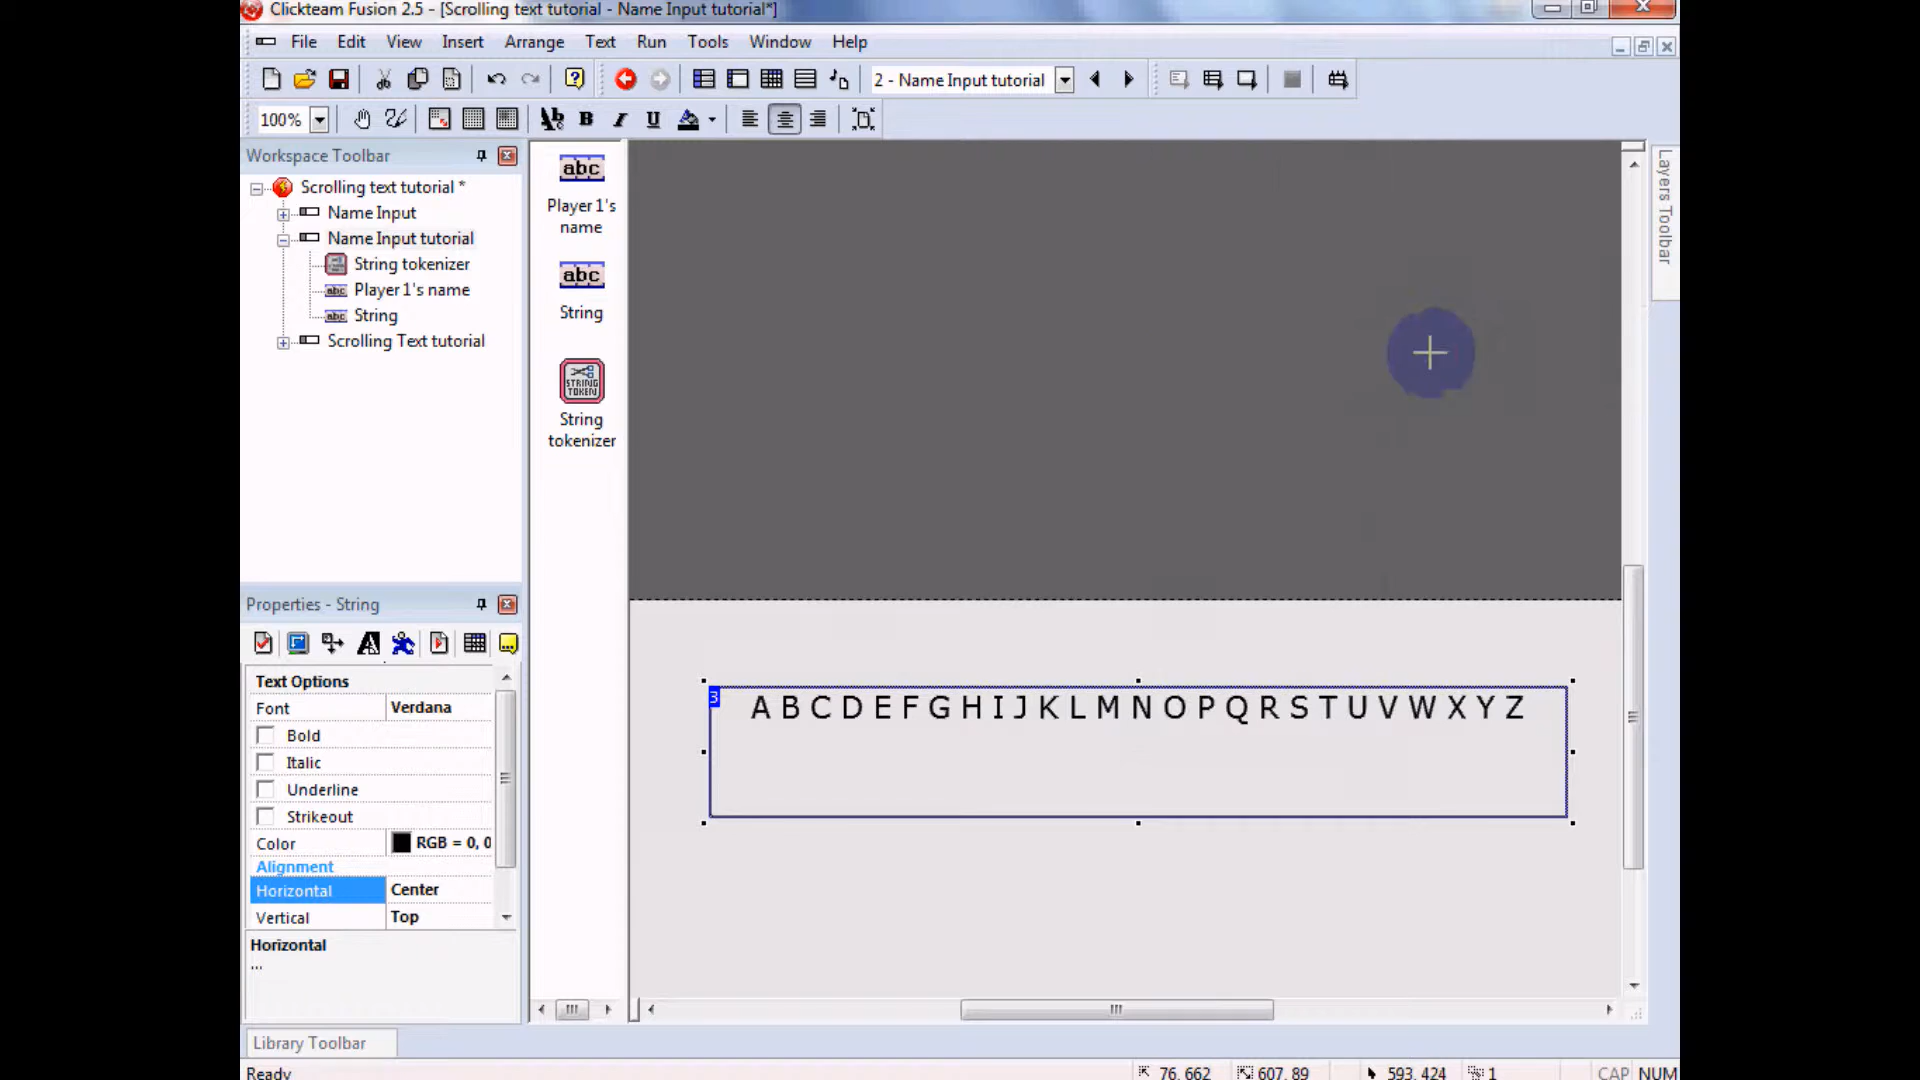 Clickteam Fusion 2.5 - [Scrolling text tutorial - Name Input tutorial*]
File Edit View Insert Arrange Text Run Tools Window Help
2 - Name Input tutorial
100%
Workspace Toolbar
Scrolling text tutorial *
Name Input
Name Input tutorial
String tokenizer
Player 1's name
String
Scrolling Text tutorial
abc
Player 1's
name
abc
String
STRING
TOKEN
String
tokenizer
Layers Toolbar
3
A B C D E F G H I J K L M N O P Q R S T U V W X Y Z
Properties - String
Text Options
Font Verdana
Bold
Italic
Underline
Strikeout
Color RGB = 0, 0
Alignment
Horizontal Center
Vertical Top
Horizontal
...
Library Toolbar
Ready 76, 662 607, 89 593, 424 1 CAP NUM